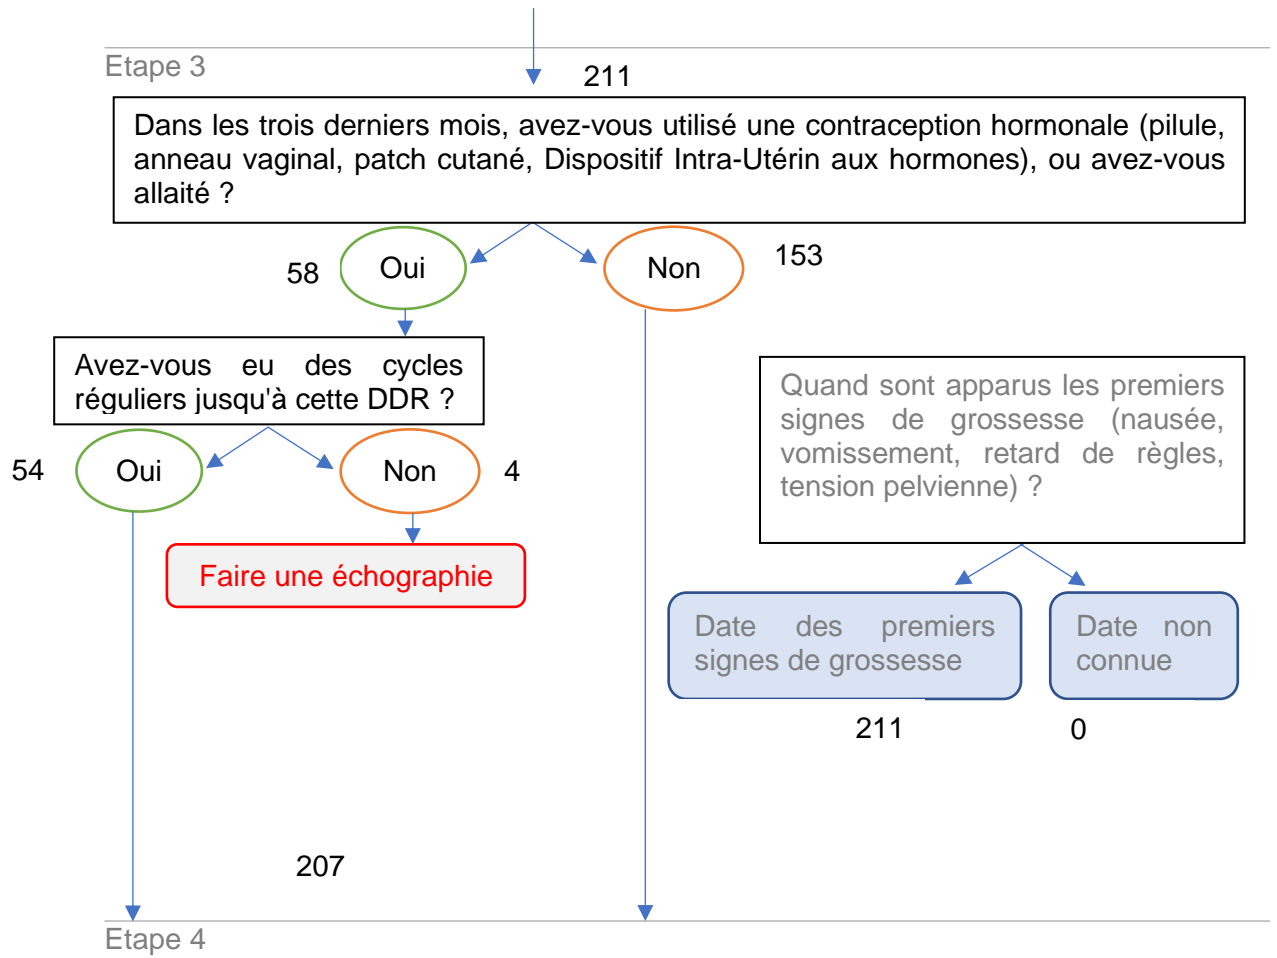 Etape 3
211
Dans les trois derniers mois, avez-vous utilisé une contraception hormonale (pilule,
anneau vaginal, patch cutané, Dispositif Intra-Utérin aux hormones), ou avez-vous
allaité ?
58
Oui
Non
153
Avez-vous eu des cycles
réguliers jusqu'à cette DDR ?
54
Oui
Non
4
Faire une échographie
Quand sont apparus les premiers
signes de grossesse (nausée,
vomissement, retard de règles,
tension pelvienne) ?
Date des premiers
signes de grossesse
Date non
connue
211
0
207
Etape 4